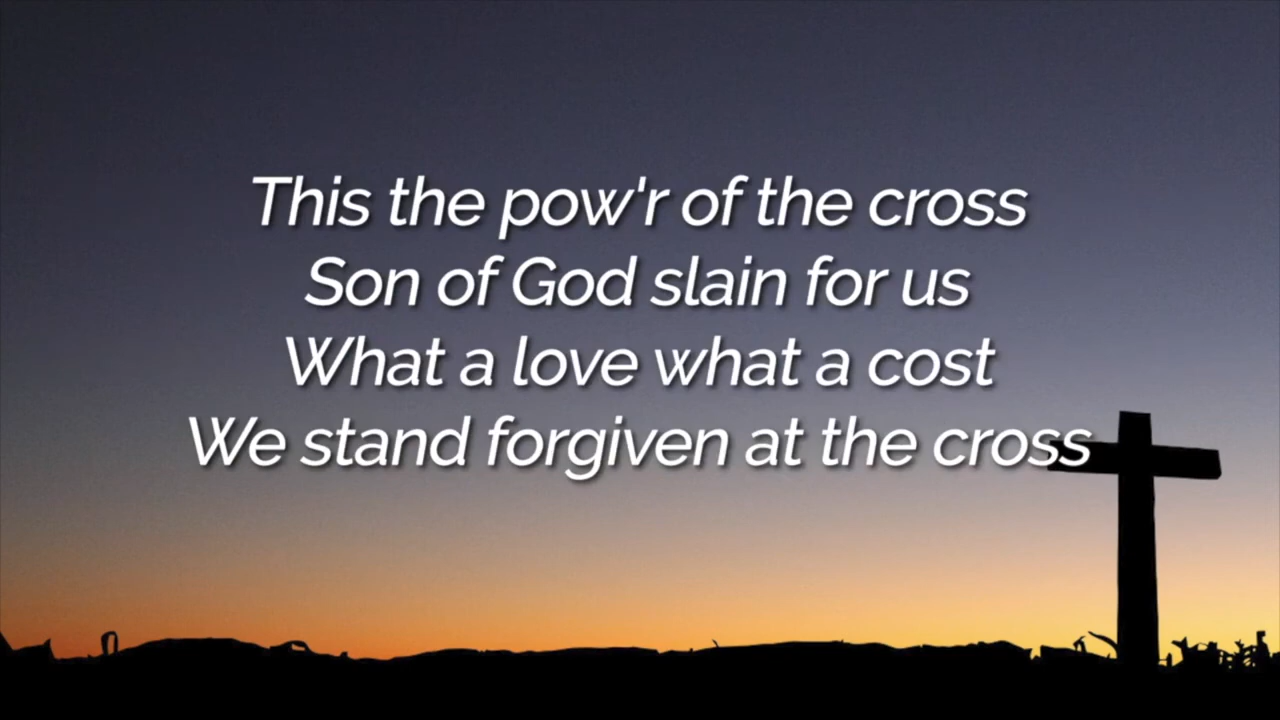 This the pow'r of the cross
Son of God slain for us
What a love what a cost
We stand forgiven at the cross